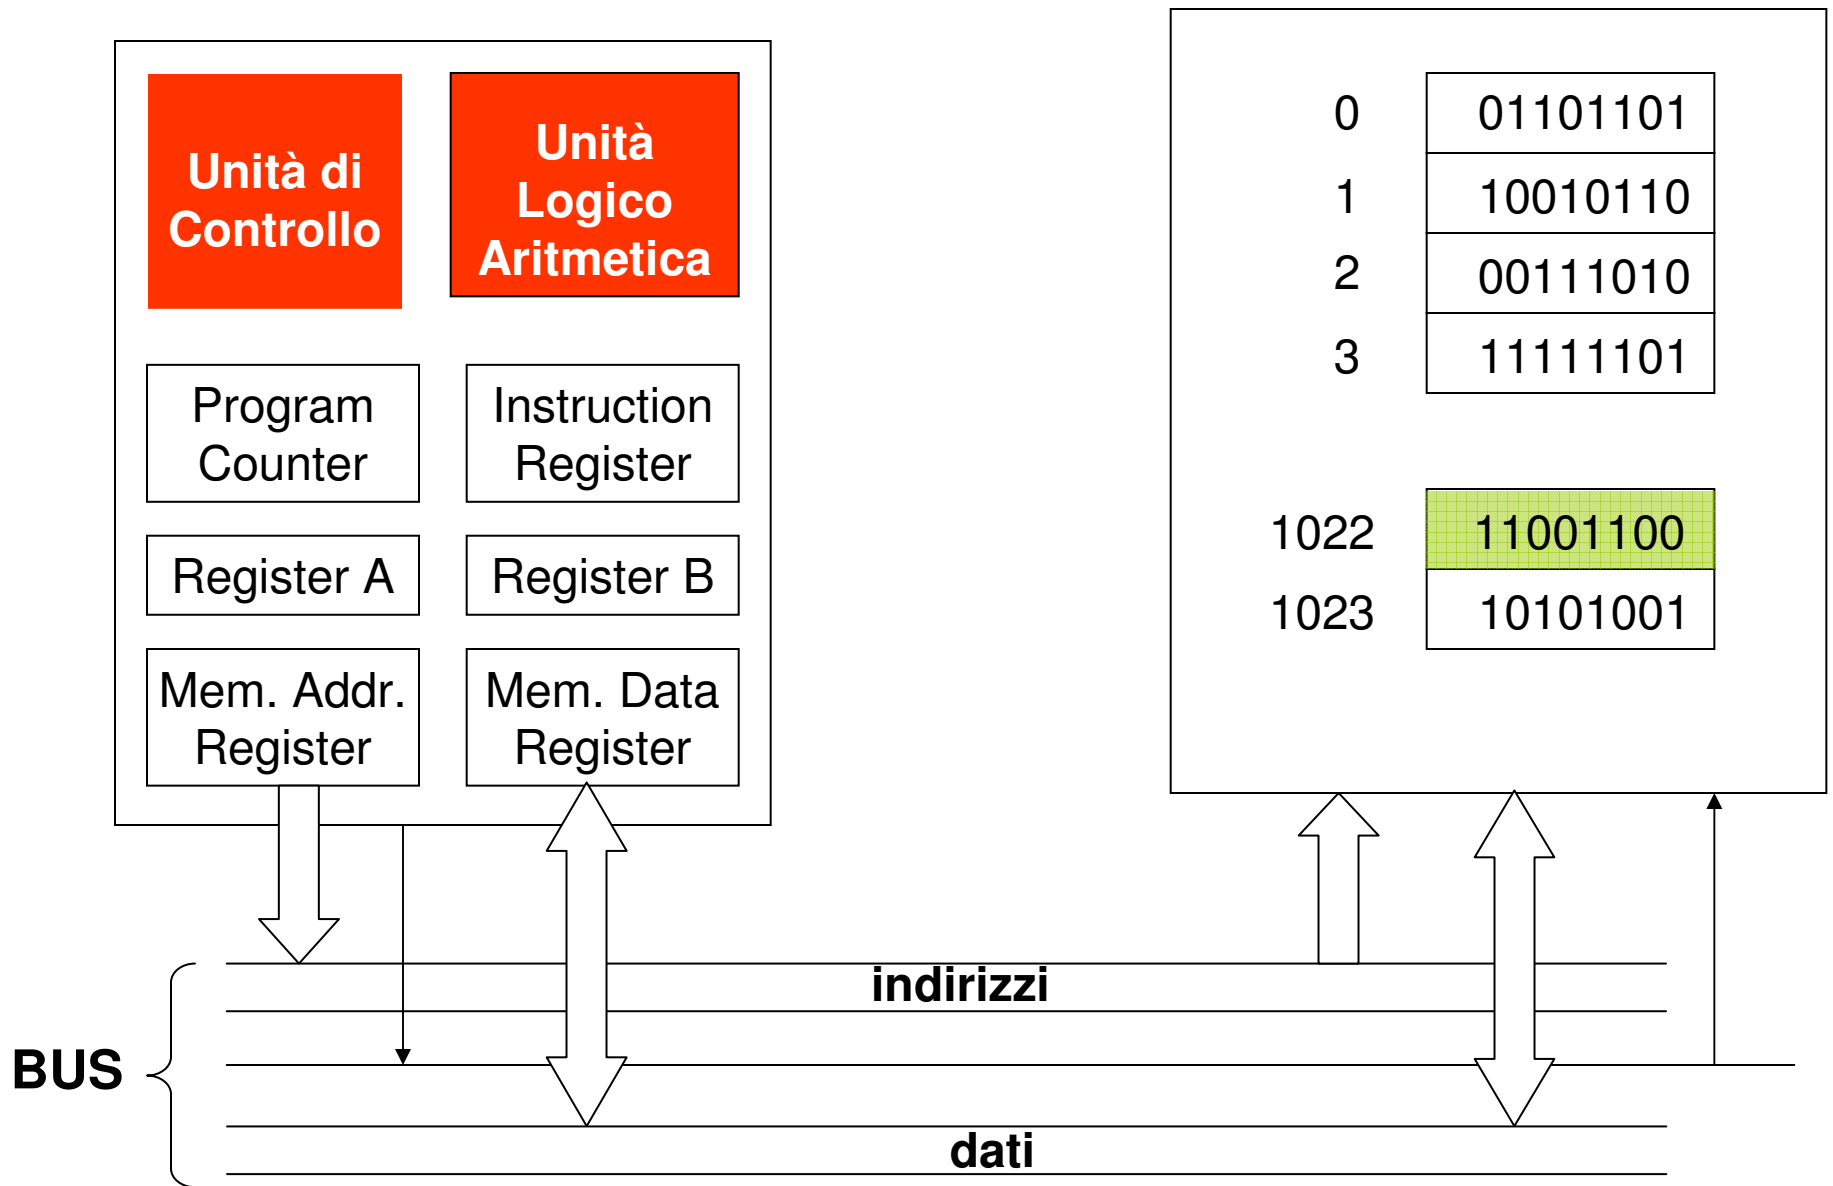 Unità di
Controllo
Unità
Logico
Aritmetica
Program
Counter
Instruction
Register
Register A
Register B
Mem. Addr.
Register
Mem. Data
Register
0 01101101
1 10010110
2 00111010
3 11111101
1022 11001100
1023 10101001
BUS
indirizzi
dati